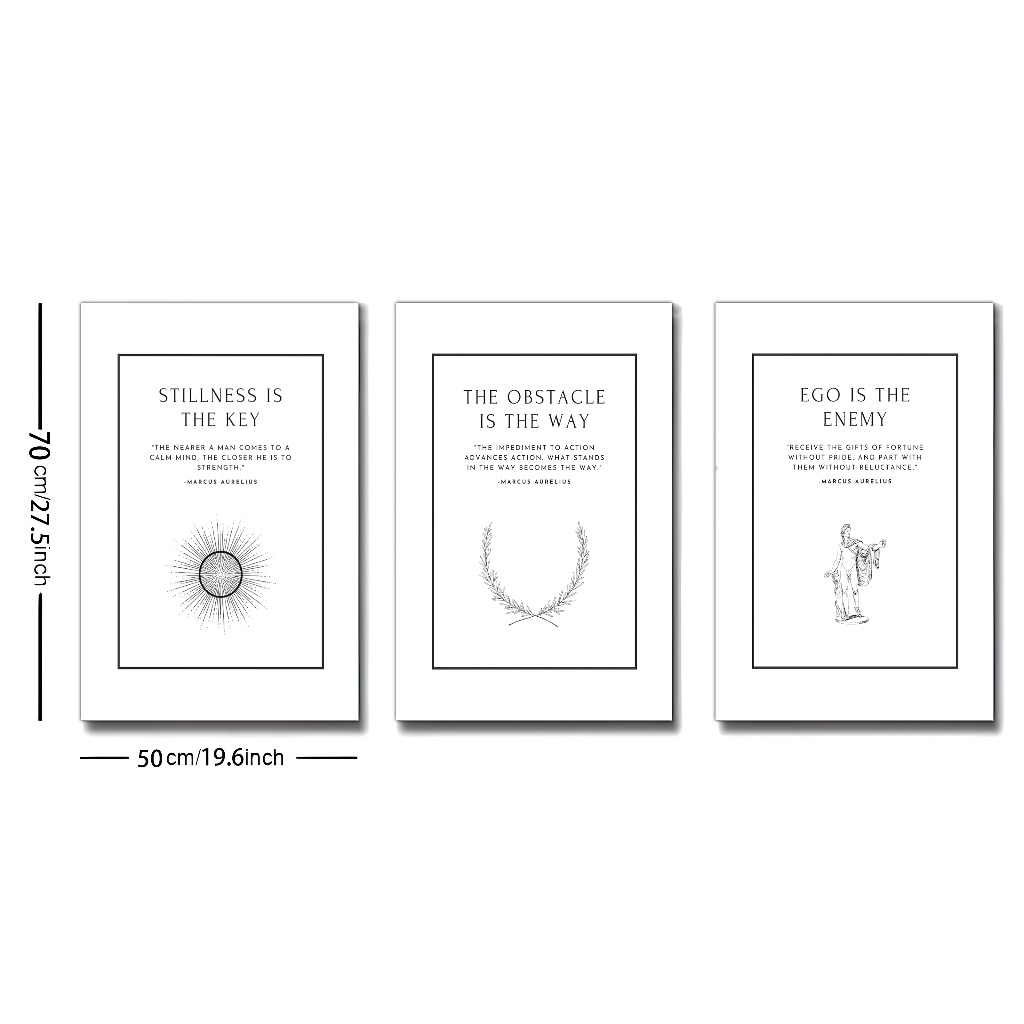 STILLNESS IS
THE KEY
"THE NEARER A MAN COMES TO A
CALM MIND, THE CLOSER HE IS TO
STRENGTH."
-MARCUS AURELIUS
THE OBSTACLE
IS THE WAY
"THE IMPEDIMENT TO ACTION
ADVANCES ACTION. WHAT STANDS
IN THE WAY BECOMES THE WAY."
-MARCUS AURELIUS
EGO IS THE
ENEMY
"RECEIVE THE GIFTS OF FORTUNE
WITHOUT PRIDE, AND PART WITH
THEM WITHOUT RELUCTANCE."
-MARCUS AURELIUS
70cm/27.5inch
50cm/19.6inch